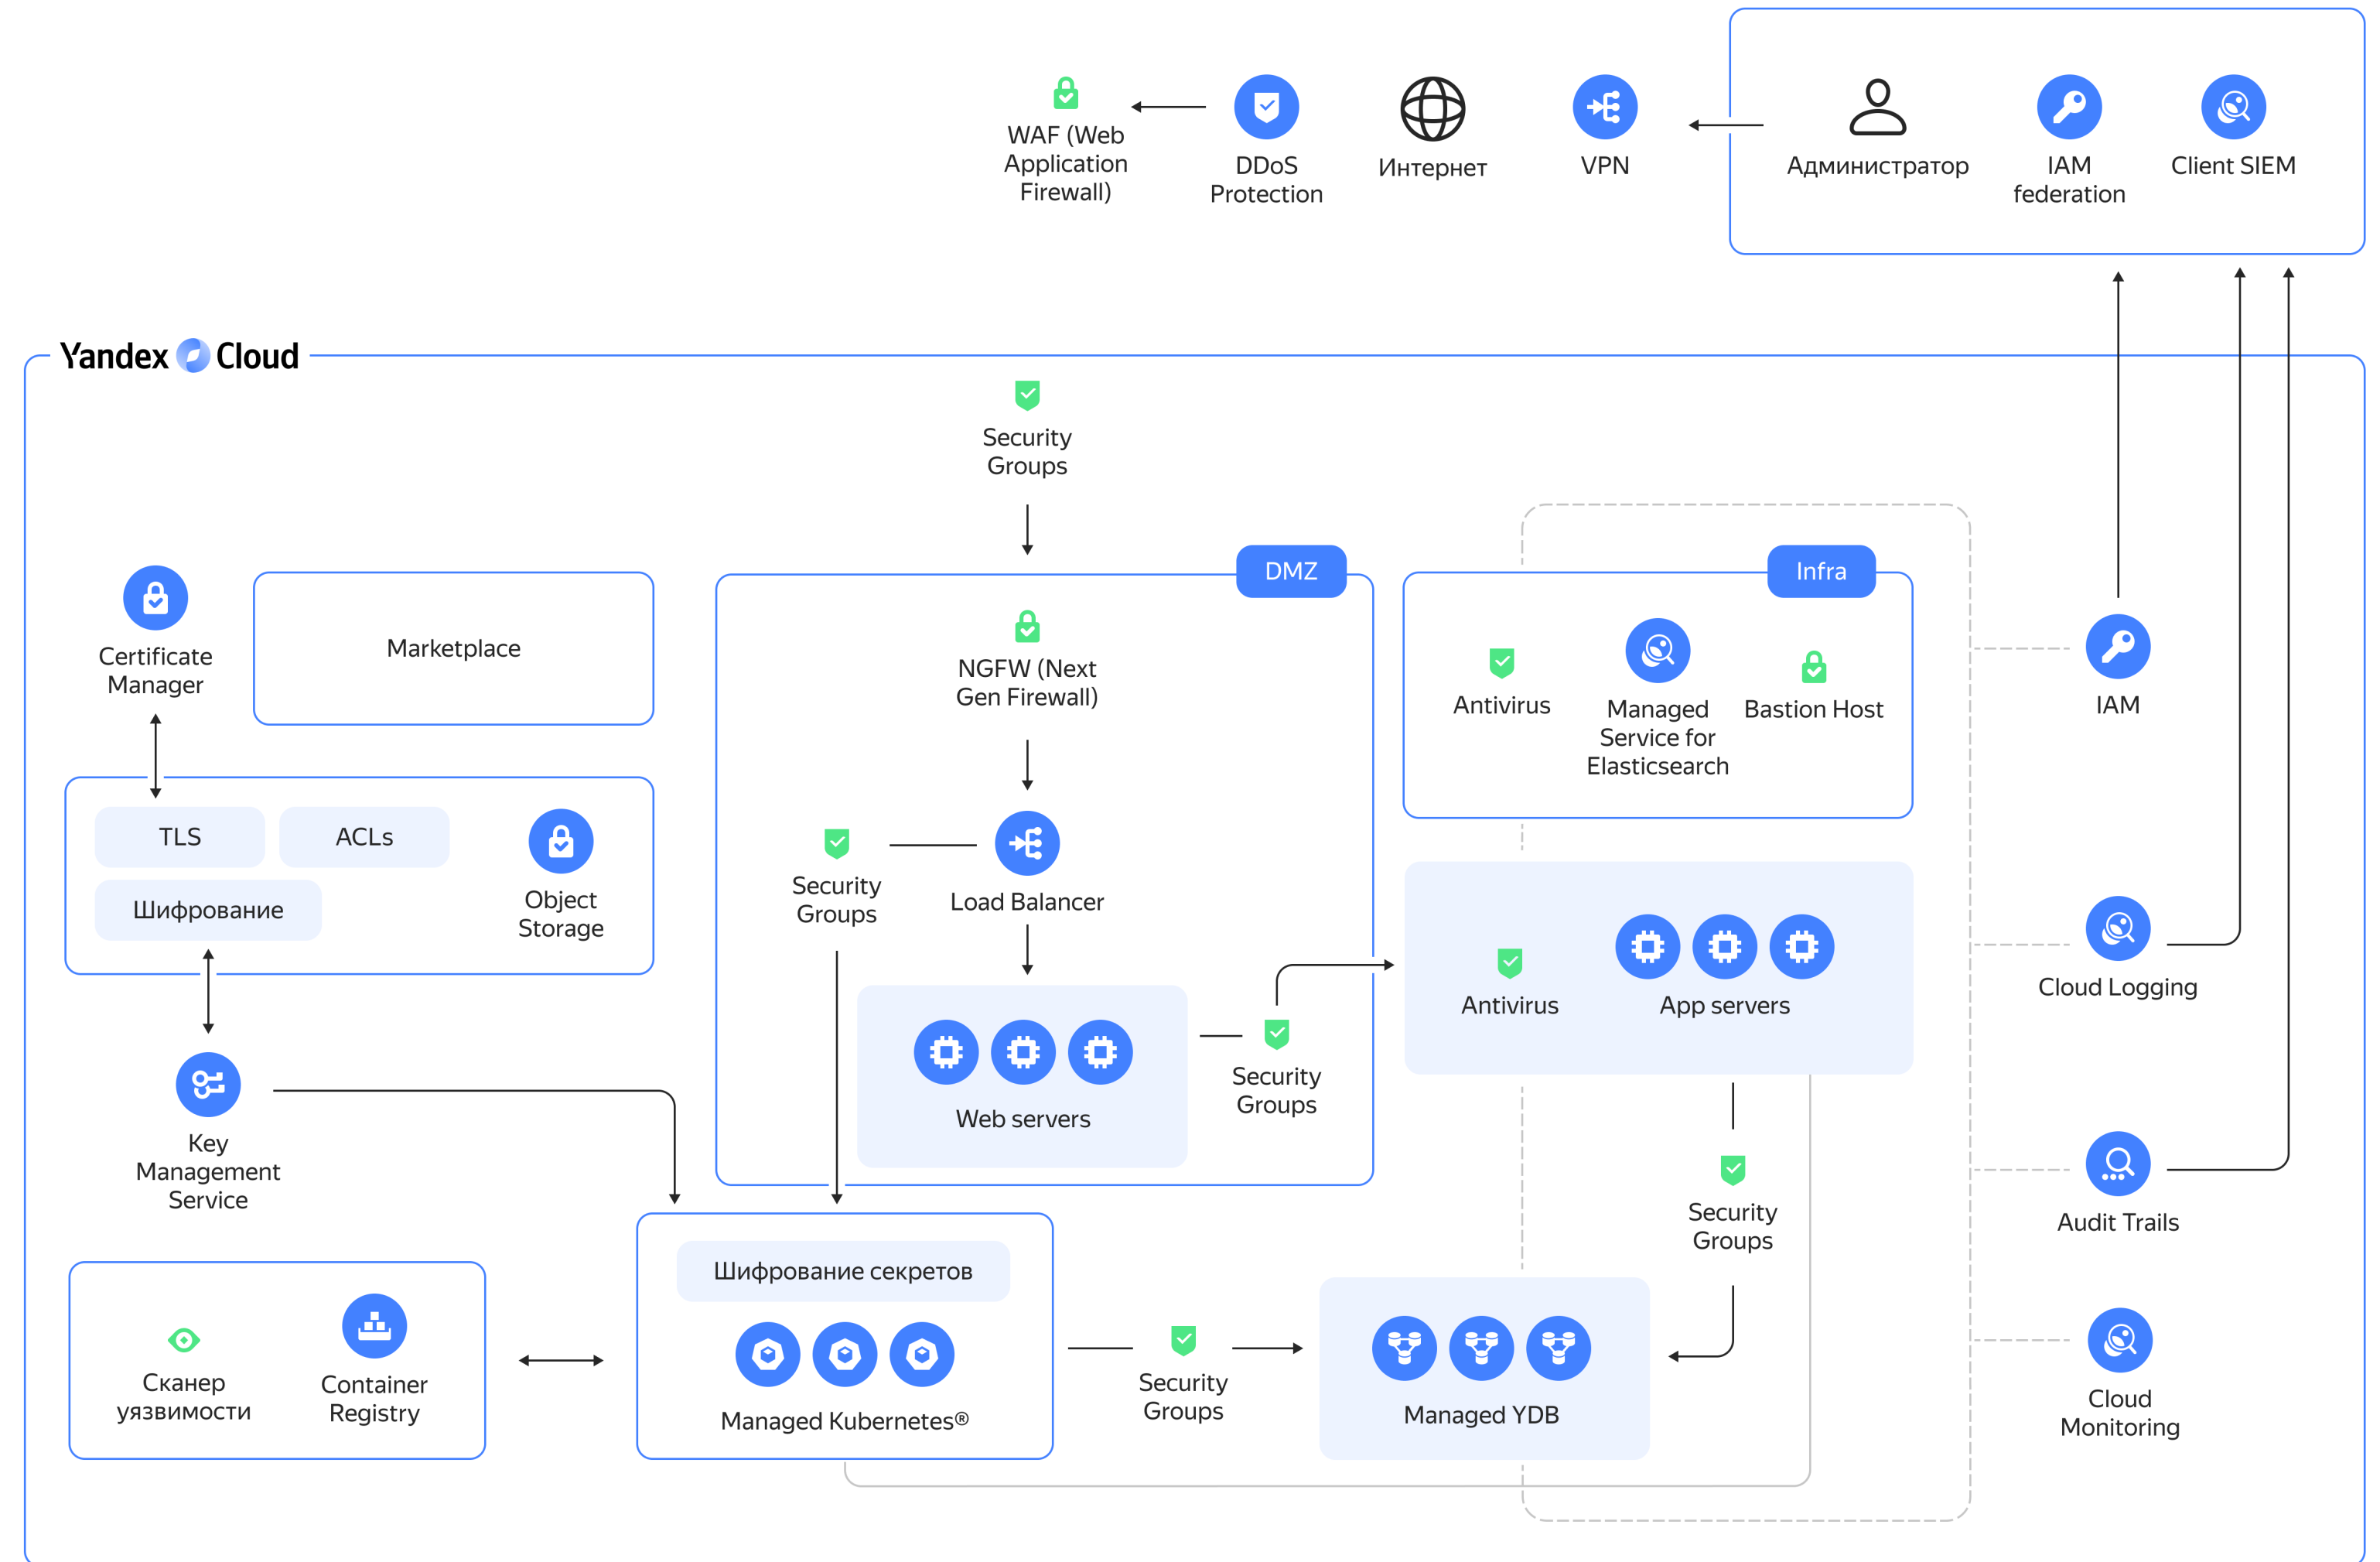 WAF (Web
Application
Firewall)
DDoS
Protection
Интернет
VPN
Администратор
IAM
federation
Client SIEM
Yandex Cloud
Security
Groups
Certificate
Manager
Marketplace
TLS
ACLs
Шифрование
Object
Storage
Key
Management
Service
DMZ
NGFW (Next
Gen Firewall)
Security
Groups
Load Balancer
Web servers
Security
Groups
Infra
Antivirus
Managed
Service for
Elasticsearch
Bastion Host
Antivirus
App servers
Security
Groups
IAM
Cloud Logging
Audit Trails
Cloud
Monitoring
Сканер
уязвимости
Container
Registry
Шифрование секретов
Managed Kubernetes®
Security
Groups
Managed YDB